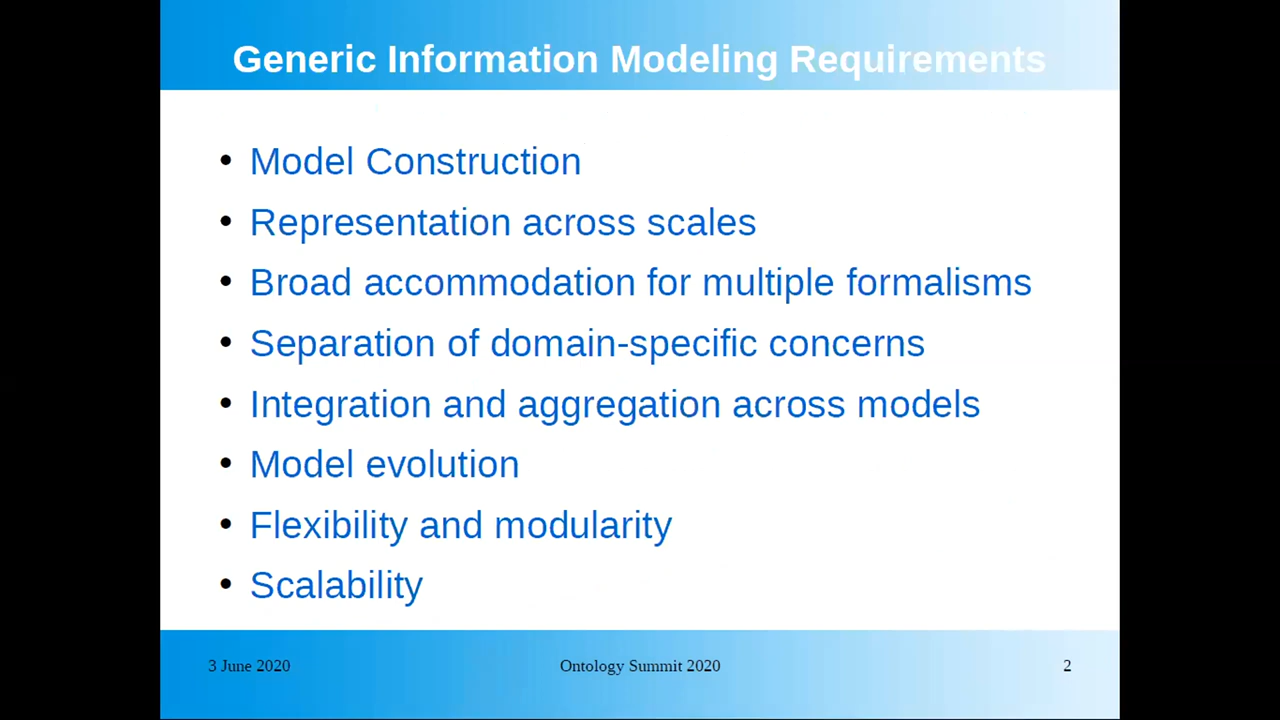 Generic Information Modeling Requirements
• Model Construction
• Representation across scales
• Broad accommodation for multiple formalisms
• Separation of domain-specific concerns
• Integration and aggregation across models
• Model evolution
• Flexibility and modularity
• Scalability
3 June 2020
Ontology Summit 2020
2